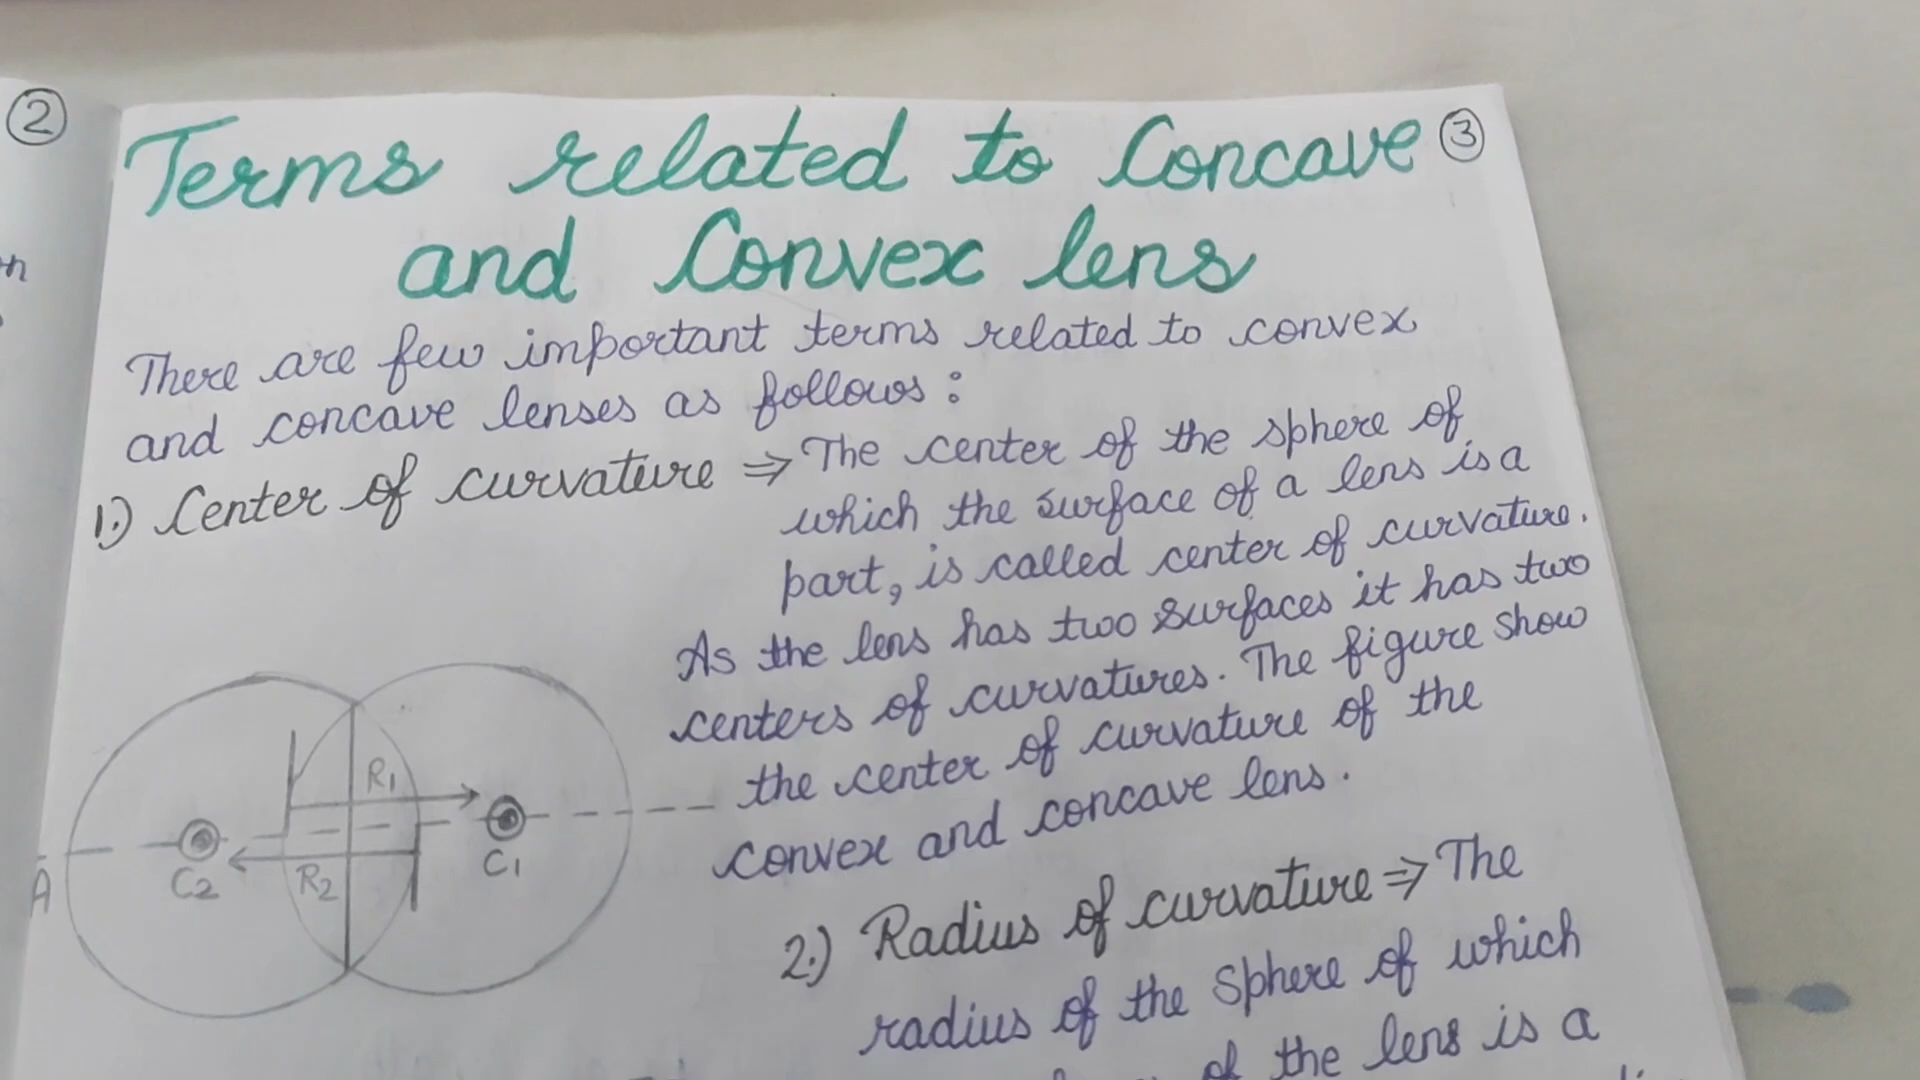 2
3
Terms related to Concave
and Convex lens
There are few important terms related to convex
and concave lenses as follows :
1.) Center of curvature ⇒ The center of the sphere of
which the surface of a lens is a
part, is called center of curvature.
As the lens has two surfaces it has two
centers of curvatures. The figure show
the center of curvature of the
convex and concave lens.
R1
C1
C2
R2
A
2.) Radius of curvature ⇒ The
radius of the sphere of which
of the lens is a